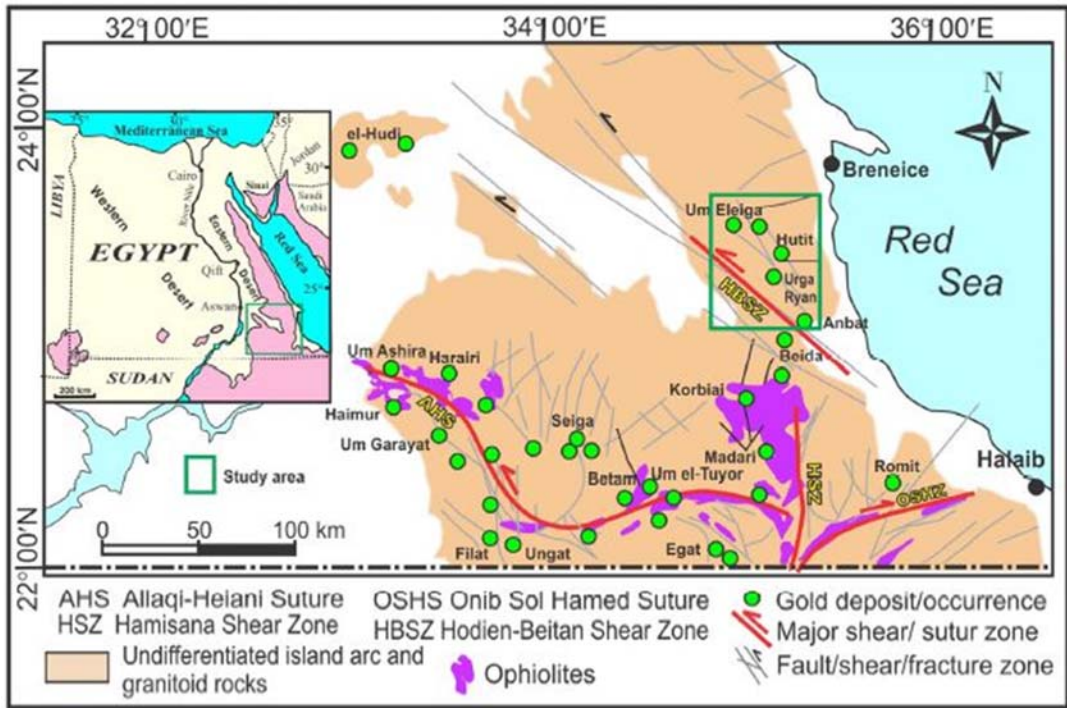 32°00′E 34°00′E 36°00′E
24°00′N
22°00′N
N
Mediterranean Sea
35°
Jordan
30°
Cairo
Sinai
Saudi
Arabia
LIBYA
Western
Desert
River Nile
Eastern
Desert
Red Sea
EGYPT
Qift
25°
Aswan
SUDAN
200 km
el-Hudi
Breneice
Um Eleiga
Hutit
Urga
Ryan
HBSZ
Anbat
Beida
Red
Sea
Um Ashira
Harairi
Haimur
AHS
Korbiai
Um Garayat
Seiga
Madari
HSZ
Romit
Halaib
Betam
Um el-Tuyor
OSHZ
Filat
Ungat
Egat
Study area
0 50 100 km
AHS Allaqi-Heiani Suture
HSZ Hamisana Shear Zone
OSHS Onib Sol Hamed Suture
HBSZ Hodien-Beitan Shear Zone
Gold deposit/occurrence
Major shear/ sutur zone
Fault/shear/fracture zone
Undifferentiated island arc and
granitoid rocks
Ophiolites